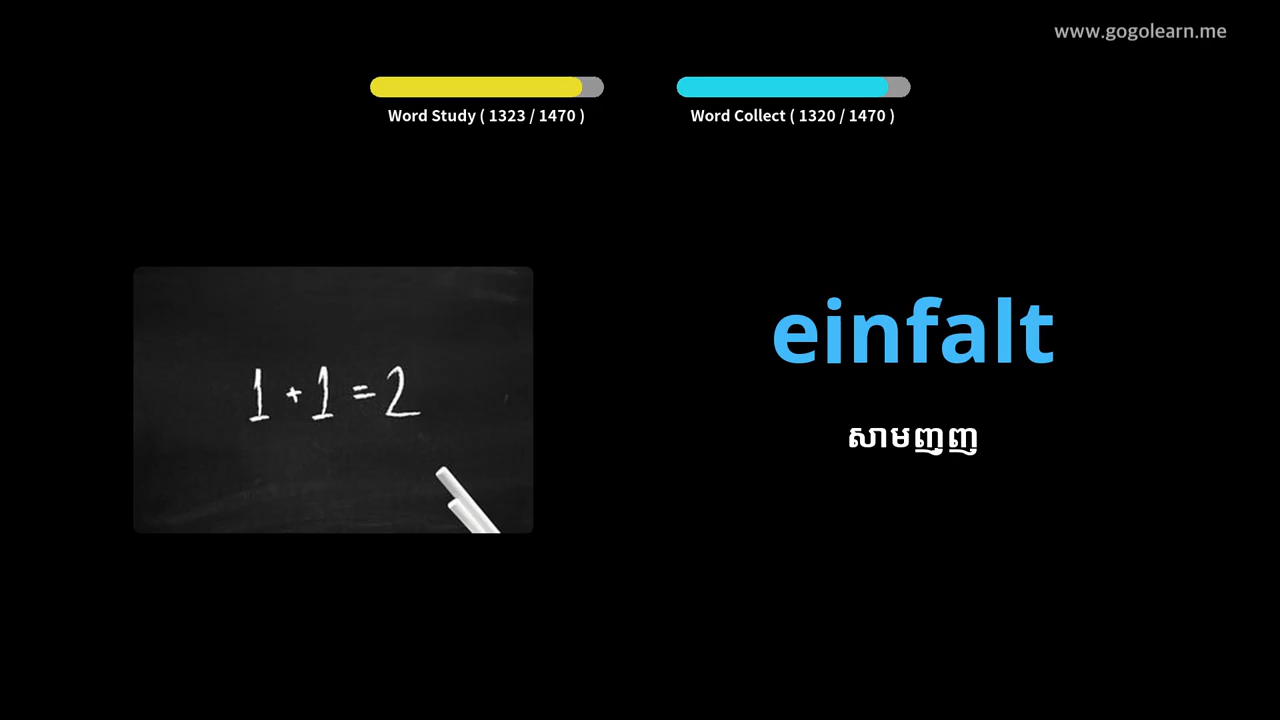 www.gogolearn.me
Word Study ( 1323 / 1470 )
Word Collect ( 1320 / 1470 )
1 + 1 = 2
einfalt
សាមញ្ញ